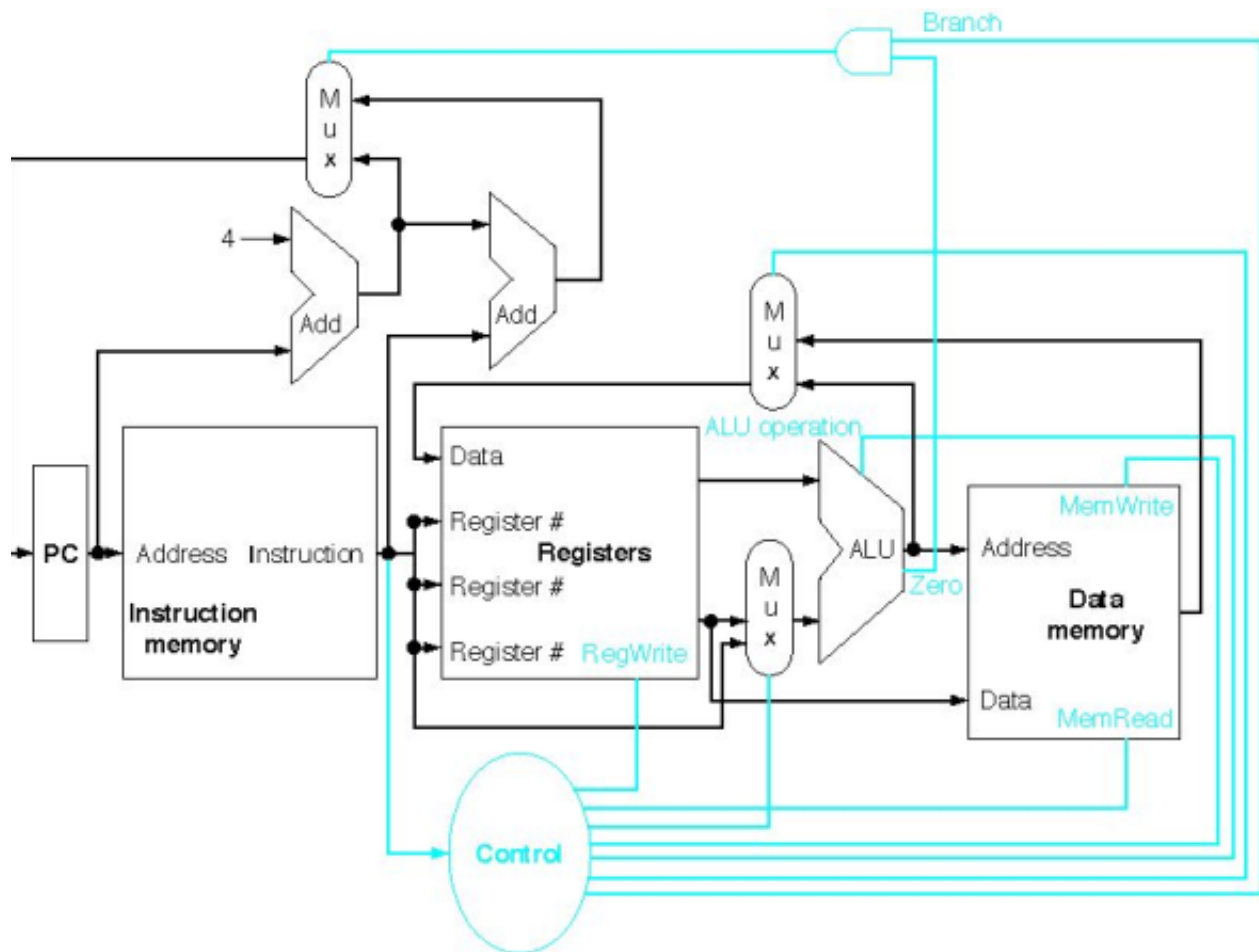 Branch
M
u
x
4
Add
Add
M
u
x
ALU operation
Data
MemWrite
Register #
PC
Address
Instruction
Registers
M
u
x
ALU
Address
Zero
Register #
Instruction
memory
Data
memory
Register #
RegWrite
Data
MemRead
Control